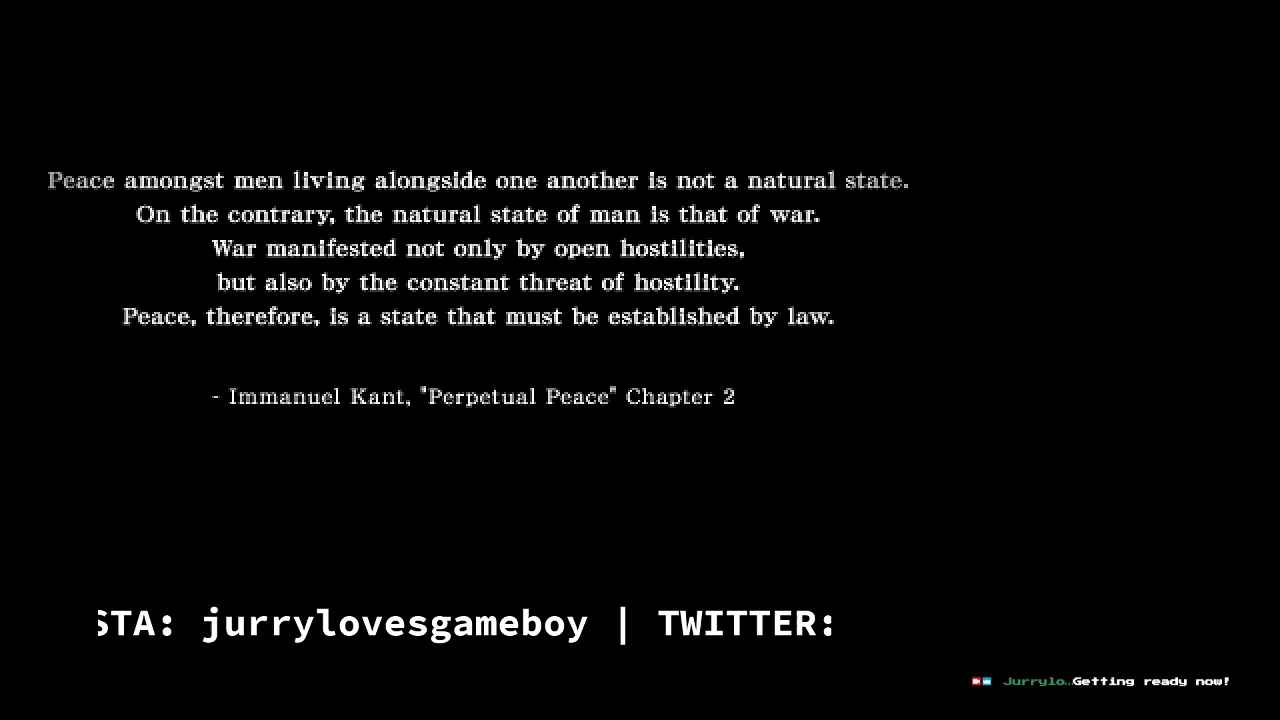 Peace amongst men living alongside one another is not a natural state.
On the contrary, the natural state of man is that of war.
War manifested not only by open hostilities,
but also by the constant threat of hostility.
Peace, therefore, is a state that must be established by law.
- Immanuel Kant, "Perpetual Peace" Chapter 2
STA: jurrylovesgameboy | TWITTER:
Jurrylo…Getting ready now!